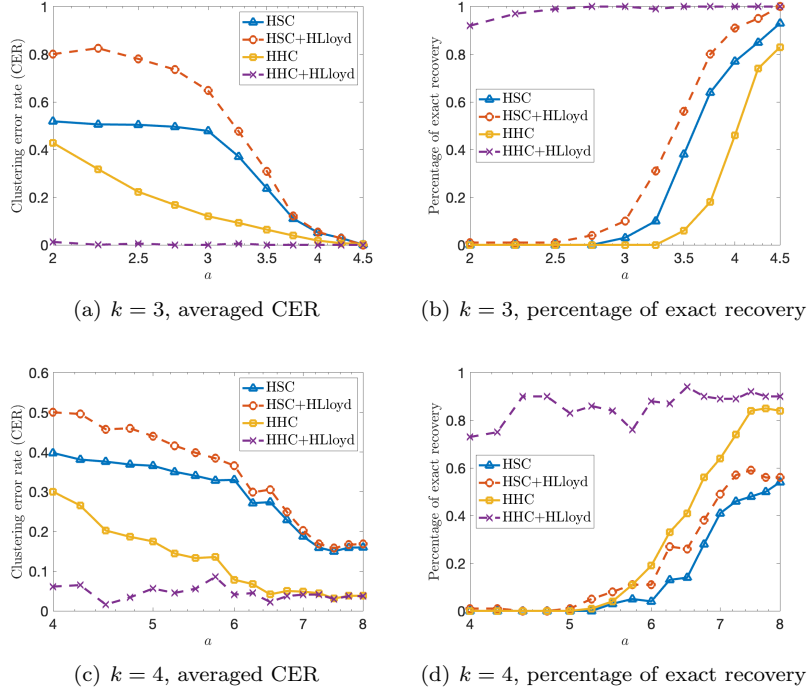 HSC
HSC+HLloyd
HHC
HHC+HLloyd
Clustering error rate (CER)
1
0.8
0.6
0.4
0.2
0
2
2.5
3
3.5
4
4.5
a
(a) k = 3, averaged CER
HSC
HSC+HLloyd
HHC
HHC+HLloyd
Percentage of exact recovery
1
0.8
0.6
0.4
0.2
0
2
2.5
3
3.5
4
4.5
a
(b) k = 3, percentage of exact recovery
HSC
HSC+HLloyd
HHC
HHC+HLloyd
Clustering error rate (CER)
0.6
0.5
0.4
0.3
0.2
0.1
0
4
5
6
7
8
a
(c) k = 4, averaged CER
HSC
HSC+HLloyd
HHC
HHC+HLloyd
Percentage of exact recovery
1
0.8
0.6
0.4
0.2
0
4
5
6
7
8
a
(d) k = 4, percentage of exact recovery